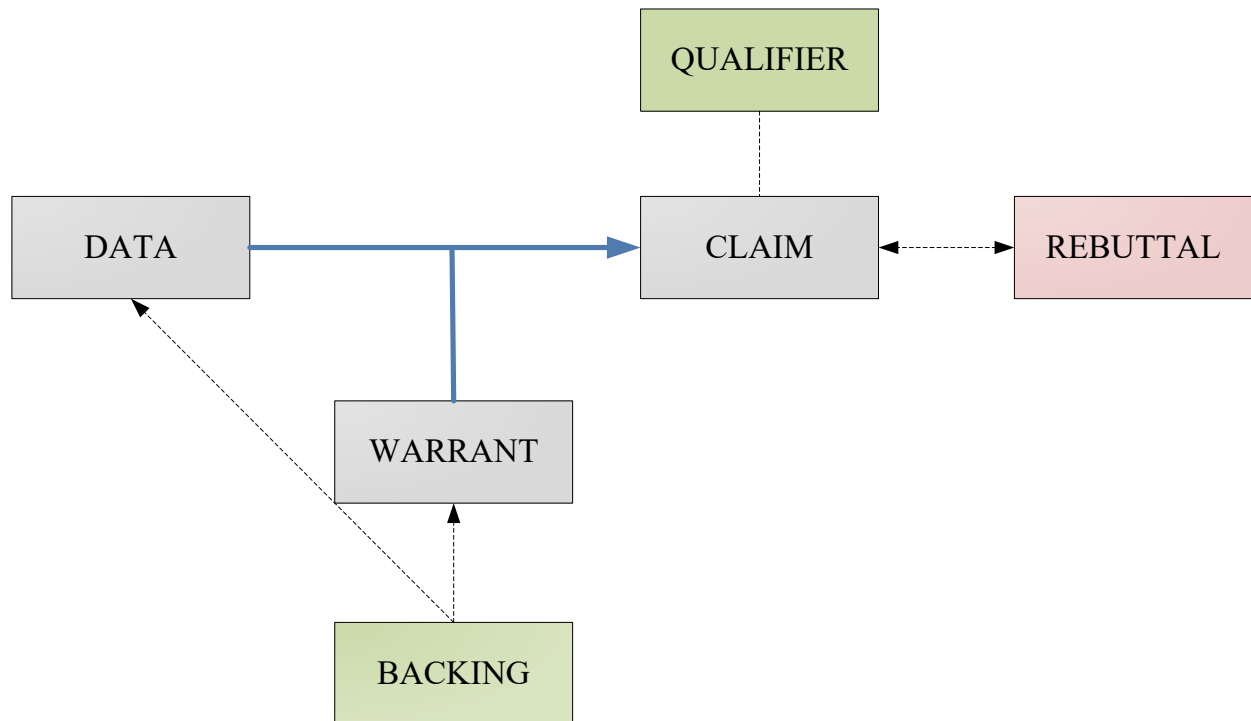 QUALIFIER
DATA
CLAIM
REBUTTAL
WARRANT
BACKING